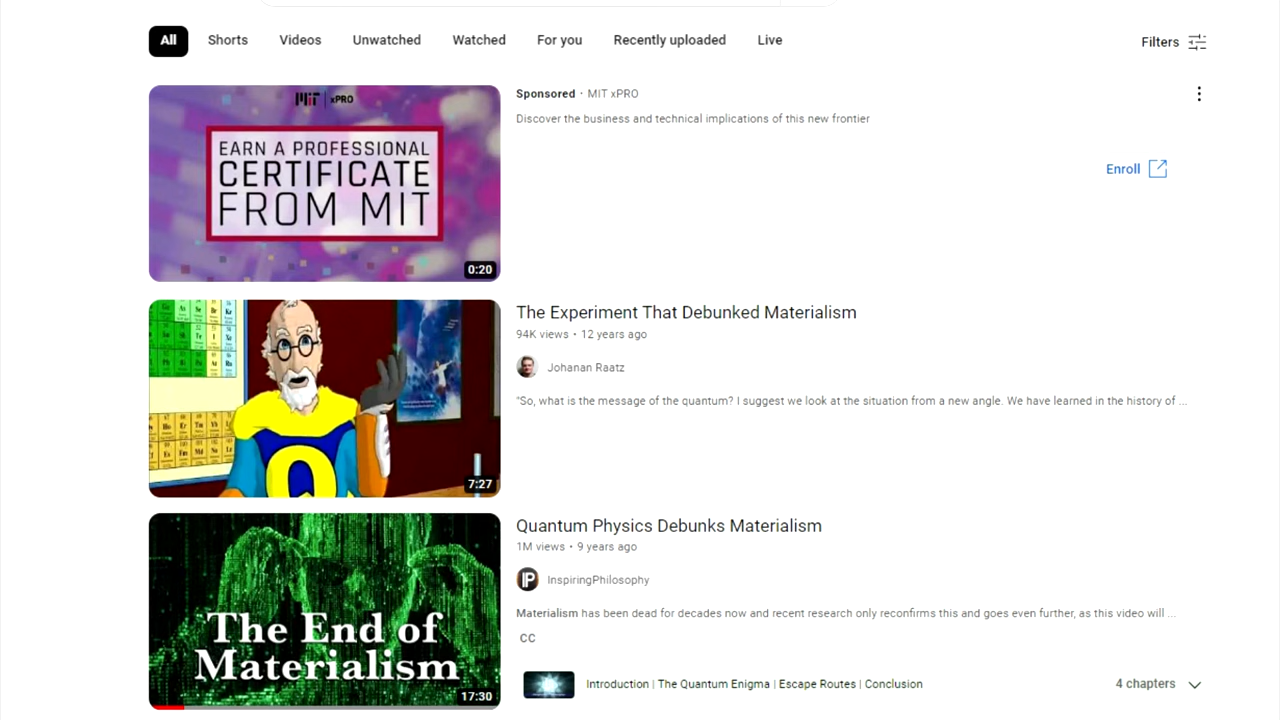 All Shorts Videos Unwatched Watched For you Recently uploaded Live Filters
MIT xPRO
EARN A PROFESSIONAL
CERTIFICATE
FROM MIT
0:20
Sponsored · MIT xPRO
Discover the business and technical implications of this new frontier
Enroll
Q
7:27
The Experiment That Debunked Materialism
94K views • 12 years ago
Johanan Raatz
"So, what is the message of the quantum? I suggest we look at the situation from a new angle. We have learned in the history of ...
The End of
Materialism
17:30
Quantum Physics Debunks Materialism
1M views • 9 years ago
IP InspiringPhilosophy
Materialism has been dead for decades now and recent research only reconfirms this and goes even further, as this video will ...
CC
Introduction | The Quantum Enigma | Escape Routes | Conclusion 4 chapters